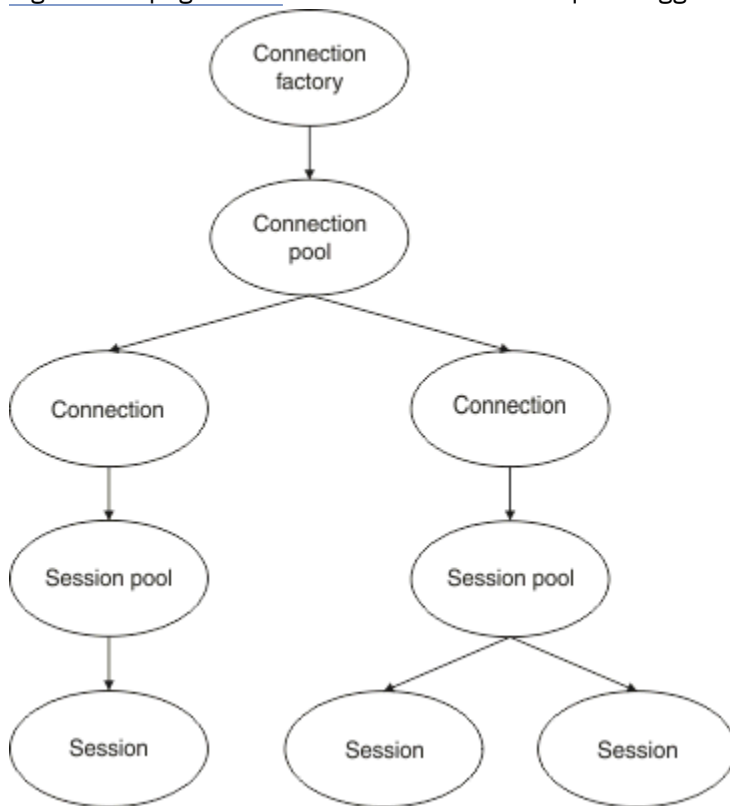 Connection
factory
Connection
pool
Connection
Connection
Session pool
Session pool
Session
Session
Session